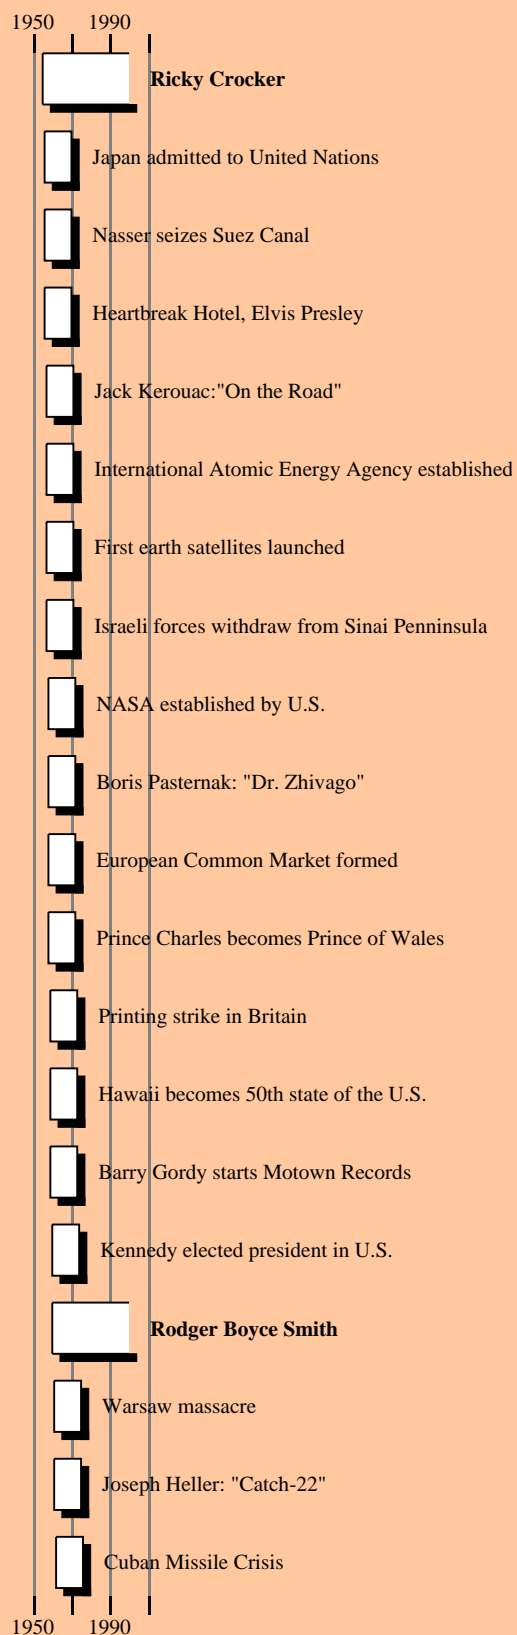 1950 1990
Ricky Crocker
Japan admitted to United Nations
Nasser seizes Suez Canal
Heartbreak Hotel, Elvis Presley
Jack Kerouac:"On the Road"
International Atomic Energy Agency established
First earth satellites launched
Israeli forces withdraw from Sinai Penninsula
NASA established by U.S.
Boris Pasternak: "Dr. Zhivago"
European Common Market formed
Prince Charles becomes Prince of Wales
Printing strike in Britain
Hawaii becomes 50th state of the U.S.
Barry Gordy starts Motown Records
Kennedy elected president in U.S.
Rodger Boyce Smith
Warsaw massacre
Joseph Heller: "Catch-22"
Cuban Missile Crisis
1950 1990